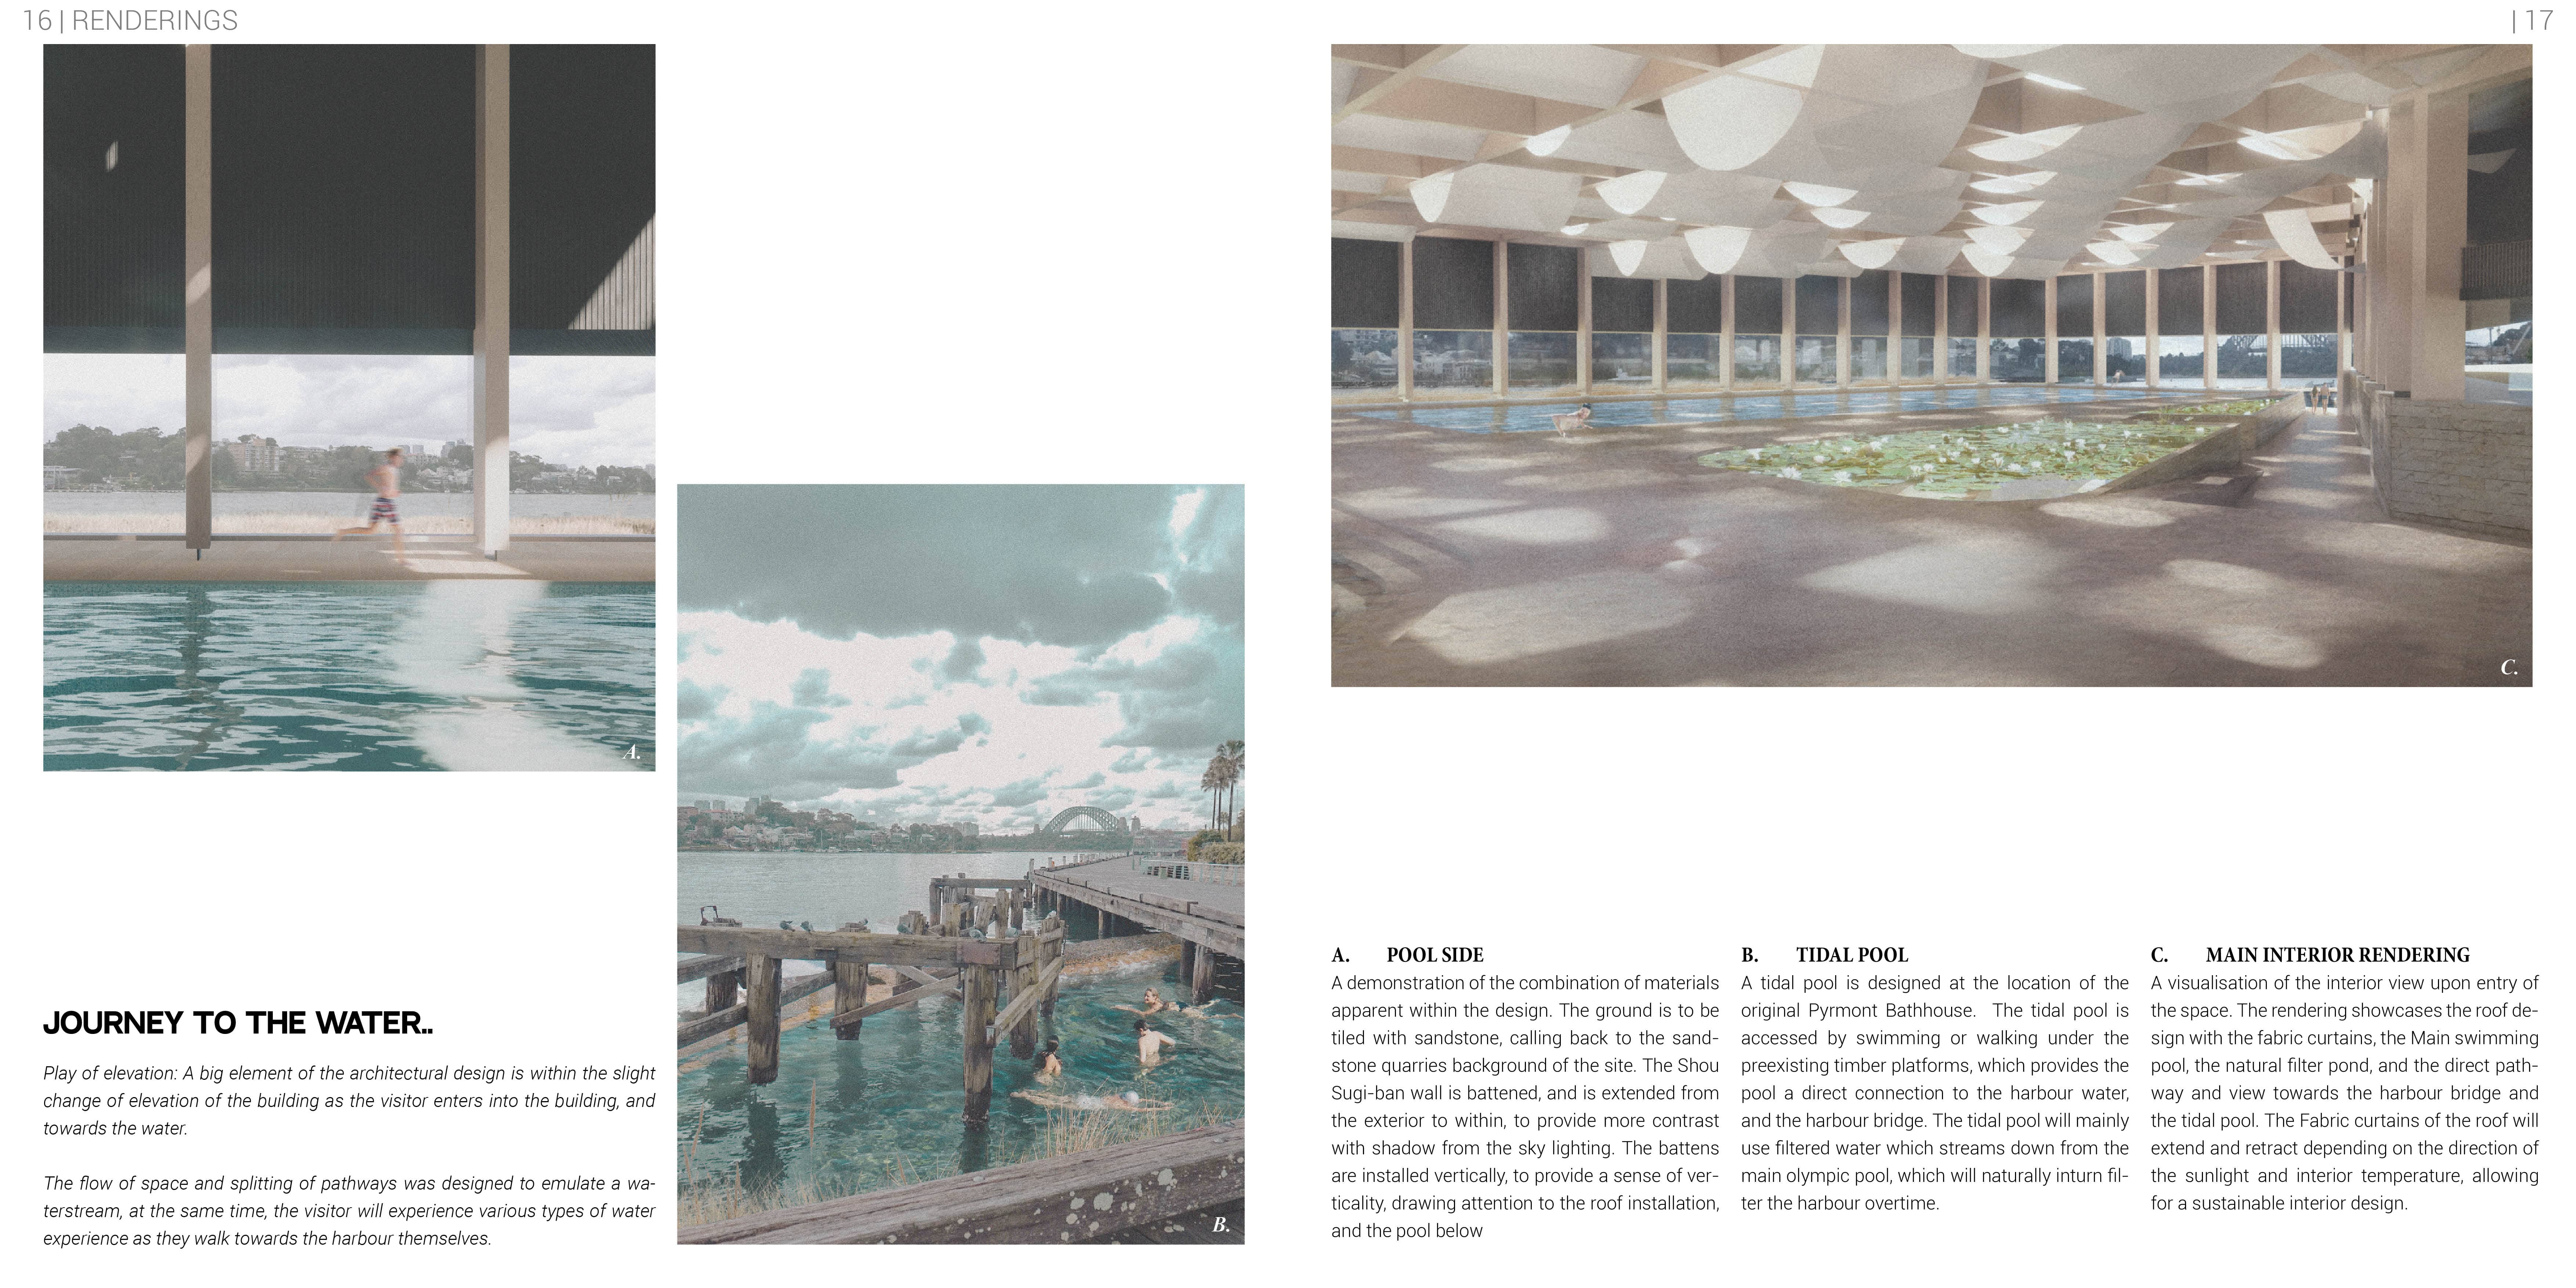 16 | RENDERINGS
| 17
A.
B.
C.
JOURNEY TO THE WATER..
Play of elevation: A big element of the architectural design is within the slight
change of elevation of the building as the visitor enters into the building, and
towards the water.
The flow of space and splitting of pathways was designed to emulate a wa-
terstream, at the same time, the visitor will experience various types of water
experience as they walk towards the harbour themselves.
A. POOL SIDE
A demonstration of the combination of materials
apparent within the design. The ground is to be
tiled with sandstone, calling back to the sand-
stone quarries background of the site. The Shou
Sugi-ban wall is battened, and is extended from
the exterior to within, to provide more contrast
with shadow from the sky lighting. The battens
are installed vertically, to provide a sense of ver-
ticality, drawing attention to the roof installation,
and the pool below
B. TIDAL POOL
A tidal pool is designed at the location of the
original Pyrmont Bathhouse. The tidal pool is
accessed by swimming or walking under the
preexisting timber platforms, which provides the
pool a direct connection to the harbour water,
and the harbour bridge. The tidal pool will mainly
use filtered water which streams down from the
main olympic pool, which will naturally inturn fil-
ter the harbour overtime.
C. MAIN INTERIOR RENDERING
A visualisation of the interior view upon entry of
the space. The rendering showcases the roof de-
sign with the fabric curtains, the Main swimming
pool, the natural filter pond, and the direct path-
way and view towards the harbour bridge and
the tidal pool. The Fabric curtains of the roof will
extend and retract depending on the direction of
the sunlight and interior temperature, allowing
for a sustainable interior design.